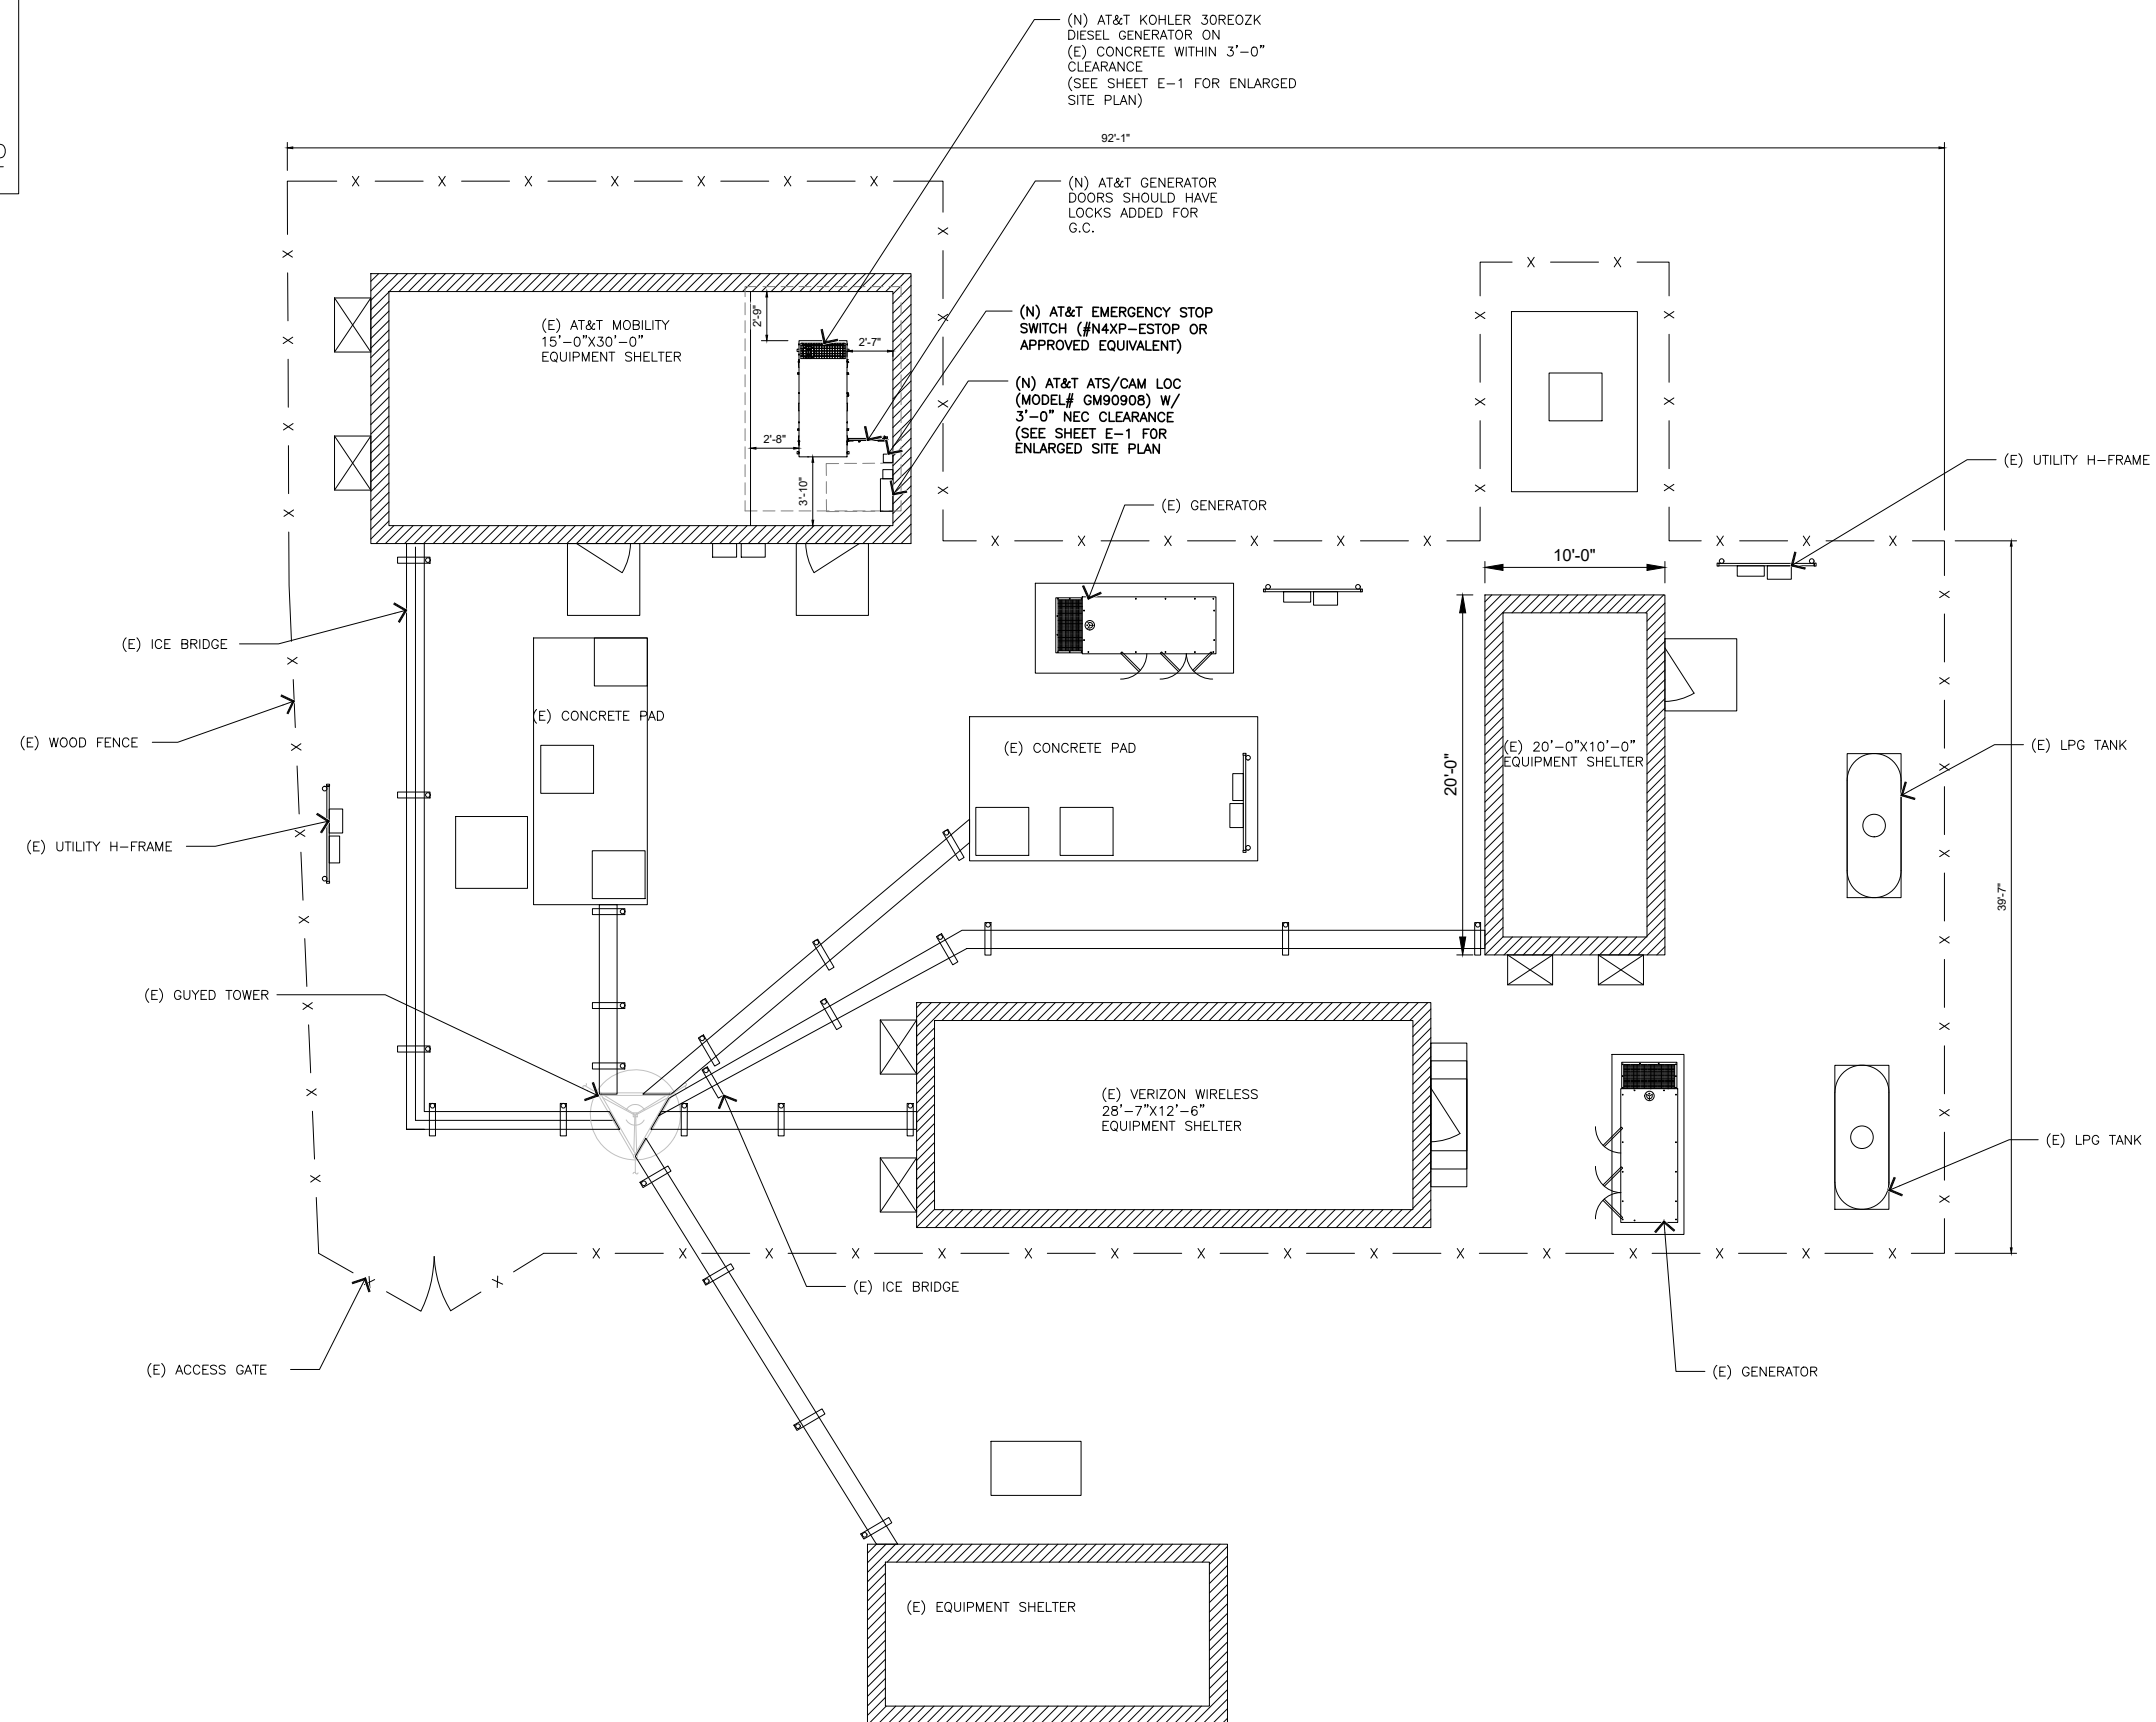 (N) AT&T KOHLER 30REOZK
DIESEL GENERATOR ON
(E) CONCRETE WITHIN 3'-0"
CLEARANCE
(SEE SHEET E-1 FOR ENLARGED
SITE PLAN)
92'-1"
(N) AT&T GENERATOR
DOORS SHOULD HAVE
LOCKS ADDED FOR
G.C.
(N) AT&T EMERGENCY STOP
SWITCH (#N4XP-ESTOP OR
APPROVED EQUIVALENT)
(N) AT&T ATS/CAM LOC
(MODEL# GM90908) W/
3'-0" NEC CLEARANCE
(SEE SHEET E-1 FOR
ENLARGED SITE PLAN
(E) AT&T MOBILITY
15'-0"X30'-0"
EQUIPMENT SHELTER
2'-9"
2'-7"
2'-8"
3'-10"
(E) UTILITY H-FRAME
(E) GENERATOR
10'-0"
(E) ICE BRIDGE
(E) CONCRETE PAD
(E) WOOD FENCE
(E) CONCRETE PAD
20'-0"
(E) 20'-0"X10'-0"
EQUIPMENT SHELTER
(E) LPG TANK
(E) UTILITY H-FRAME
39'-7"
(E) GUYED TOWER
(E) VERIZON WIRELESS
28'-7"X12'-6"
EQUIPMENT SHELTER
(E) LPG TANK
(E) ICE BRIDGE
(E) ACCESS GATE
(E) GENERATOR
(E) EQUIPMENT SHELTER